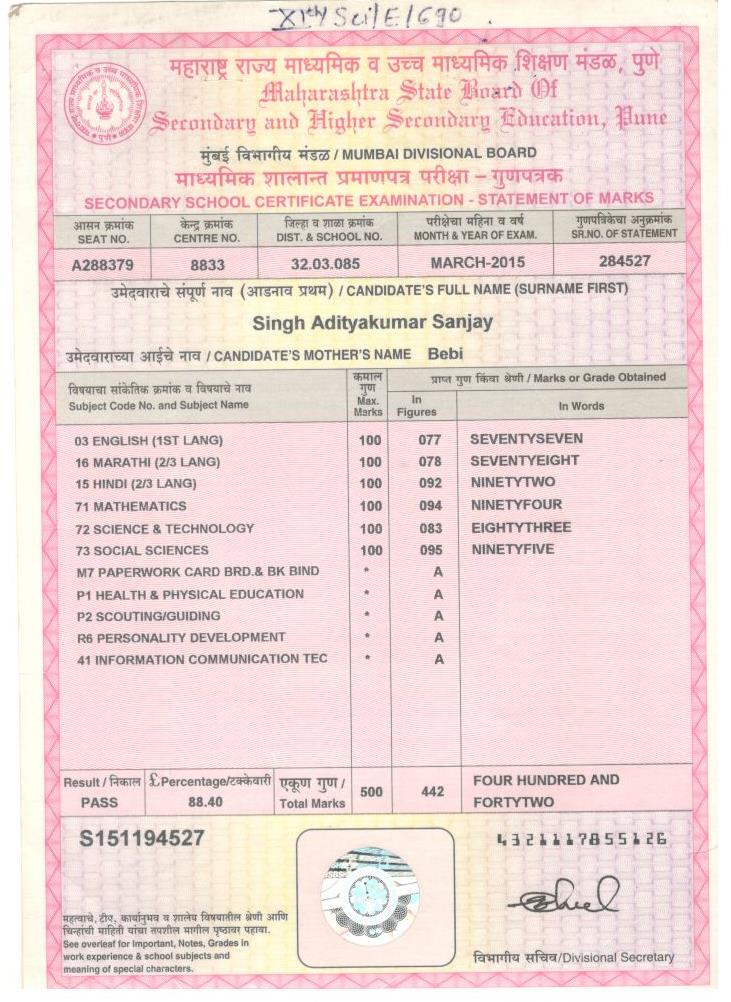 XIth/Sci/E/690
महाराष्ट्र राज्य माध्यमिक व उच्च माध्यमिक शिक्षण मंडळ, पुणे
Maharashtra State Board Of
Secondary and Higher Secondary Education, Pune
मुंबई विभागीय मंडळ / MUMBAI DIVISIONAL BOARD
माध्यमिक शालान्त प्रमाणपत्र परीक्षा – गुणपत्रक
SECONDARY SCHOOL CERTIFICATE EXAMINATION - STATEMENT OF MARKS
आसन क्रमांक केन्द्र क्रमांक जिल्हा व शाळा क्रमांक परीक्षेचा महिना व वर्ष गुणपत्रिकेचा अनुक्रमांक
SEAT NO. CENTRE NO. DIST. & SCHOOL NO. MONTH & YEAR OF EXAM. SR.NO. OF STATEMENT
A288379 8833 32.03.085 MARCH-2015 284527
उमेदवाराचे संपूर्ण नाव (आडनाव प्रथम) / CANDIDATE'S FULL NAME (SURNAME FIRST)
Singh Adityakumar Sanjay
उमेदवाराच्या आईचे नाव / CANDIDATE'S MOTHER'S NAME Bebi
विषयाचा सांकेतिक क्रमांक व विषयाचे नाव
Subject Code No. and Subject Name
कमाल
गुण
Max.
Marks
प्राप्त गुण किंवा श्रेणी / Marks or Grade Obtained
In
Figures
In Words
03 ENGLISH (1ST LANG) 100 077 SEVENTYSEVEN
16 MARATHI (2/3 LANG) 100 078 SEVENTYEIGHT
15 HINDI (2/3 LANG) 100 092 NINETYTWO
71 MATHEMATICS 100 094 NINETYFOUR
72 SCIENCE & TECHNOLOGY 100 083 EIGHTYTHREE
73 SOCIAL SCIENCES 100 095 NINETYFIVE
M7 PAPERWORK CARD BRD.& BK BIND * A
P1 HEALTH & PHYSICAL EDUCATION * A
P2 SCOUTING/GUIDING * A
R6 PERSONALITY DEVELOPMENT * A
41 INFORMATION COMMUNICATION TEC * A
Result / निकाल £Percentage/टक्केवारी एकूण गुण / 500 442 FOUR HUNDRED AND
PASS 88.40 Total Marks FORTYTWO
S151194527
4321117855126
महत्वाचे, टीप, कार्यानुभव व शालेय विषयातील श्रेणी आणि
चिन्हांची माहिती यांचा तपशील मागील पृष्ठावर पहावा.
See overleaf for Important, Notes, Grades in
work experience & school subjects and
meaning of special characters.
विभागीय सचिव/Divisional Secretary